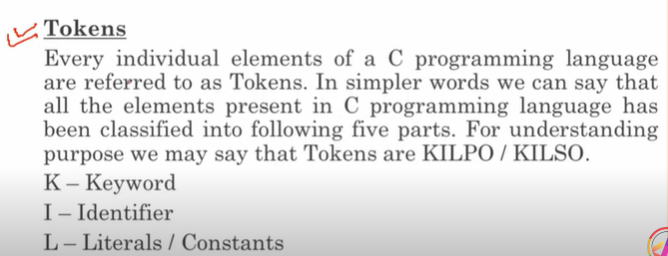 Tokens
Every individual elements of a C programming language
are referred to as Tokens. In simpler words we can say that
all the elements present in C programming language has
been classified into following five parts. For understanding
purpose we may say that Tokens are KILPO / KILSO.
K – Keyword
I – Identifier
L – Literals / Constants